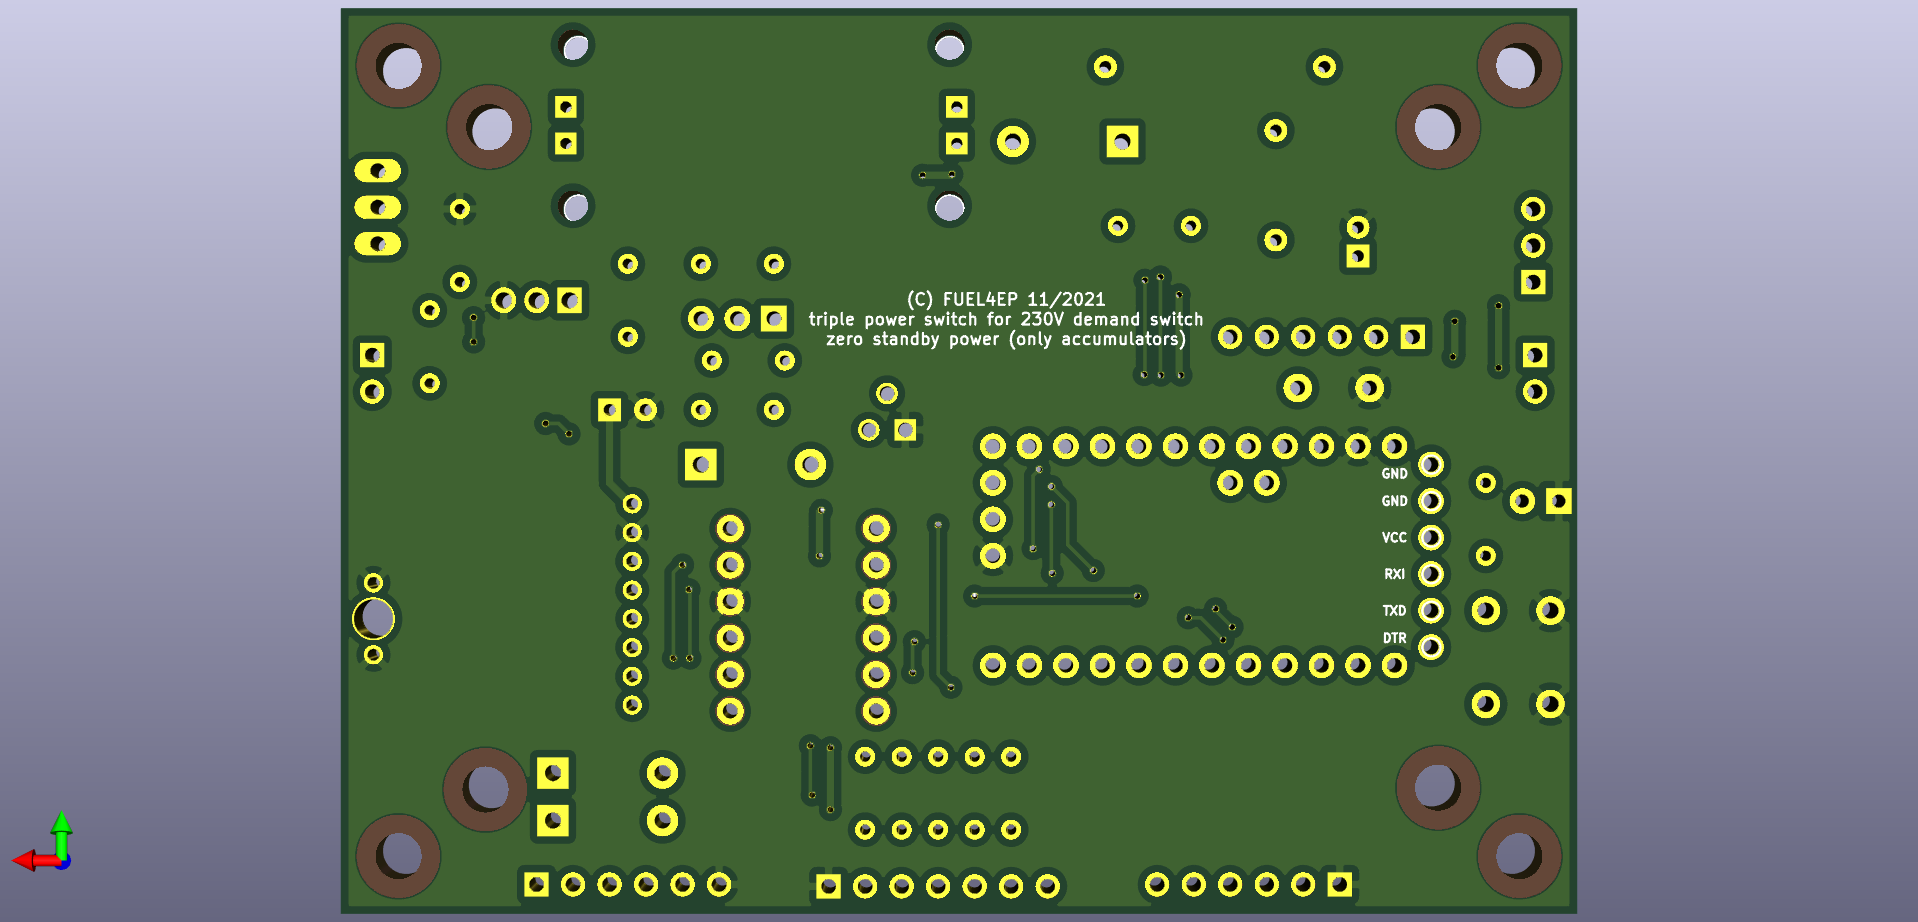 (C) FUEL4EP 11/2021
triple power switch for 230V demand switch
zero standby power (only accumulators)
GND
GND
VCC
RXI
TXD
DTR